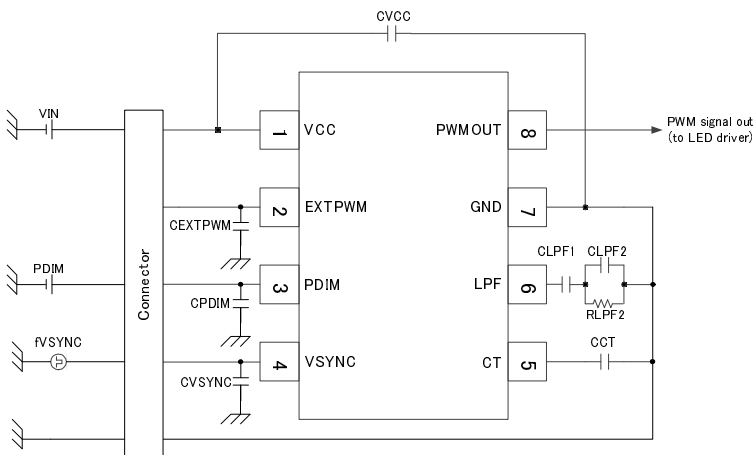 CVCC
VIN
1 VCC
PWMOUT 8
PWM signal out
(to LED driver)
2 EXTPWM
GND 7
CEXTPWM
CLPF1 CLPF2
PDIM
3 PDIM
LPF 6
CPDIM
RLPF2
Connector
fVSYNC
4 VSYNC
CT 5
CCT
CVSYNC